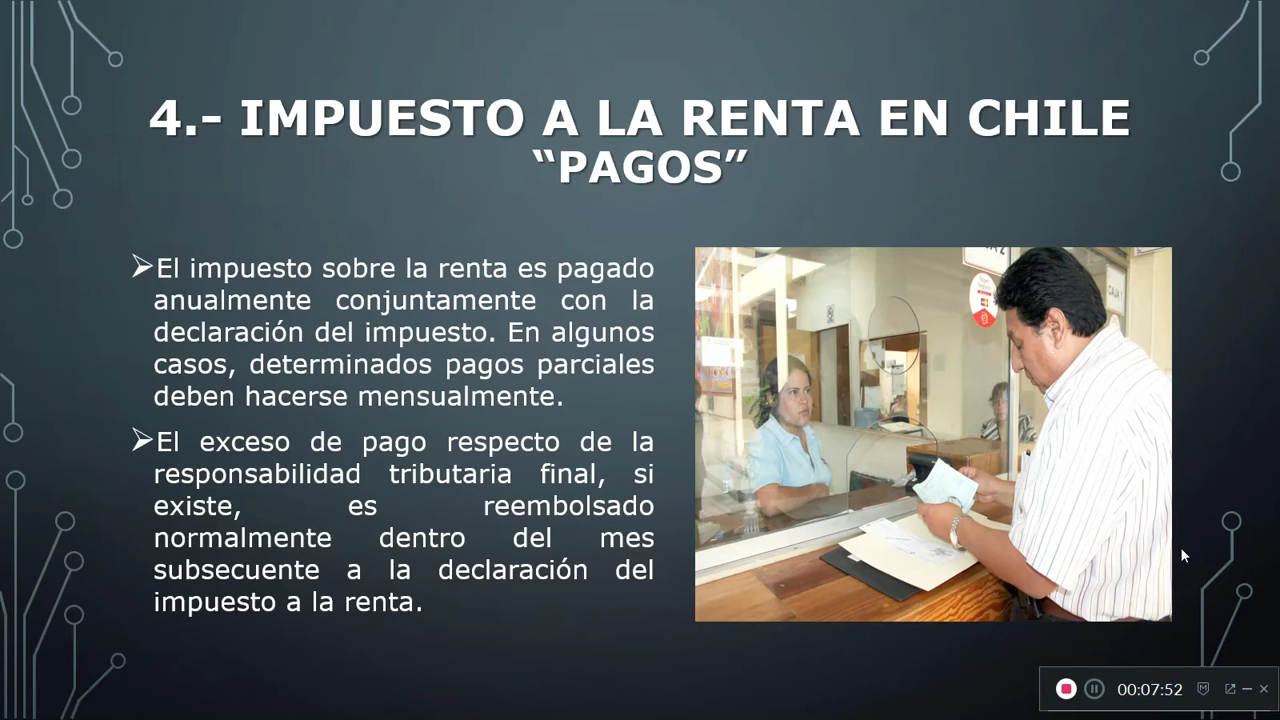 4.- IMPUESTO A LA RENTA EN CHILE
“PAGOS”
El impuesto sobre la renta es pagado
anualmente conjuntamente con la
declaración del impuesto. En algunos
casos, determinados pagos parciales
deben hacerse mensualmente.
El exceso de pago respecto de la
responsabilidad tributaria final, si
existe, es reembolsado
normalmente dentro del mes
subsecuente a la declaración del
impuesto a la renta.
00:07:52